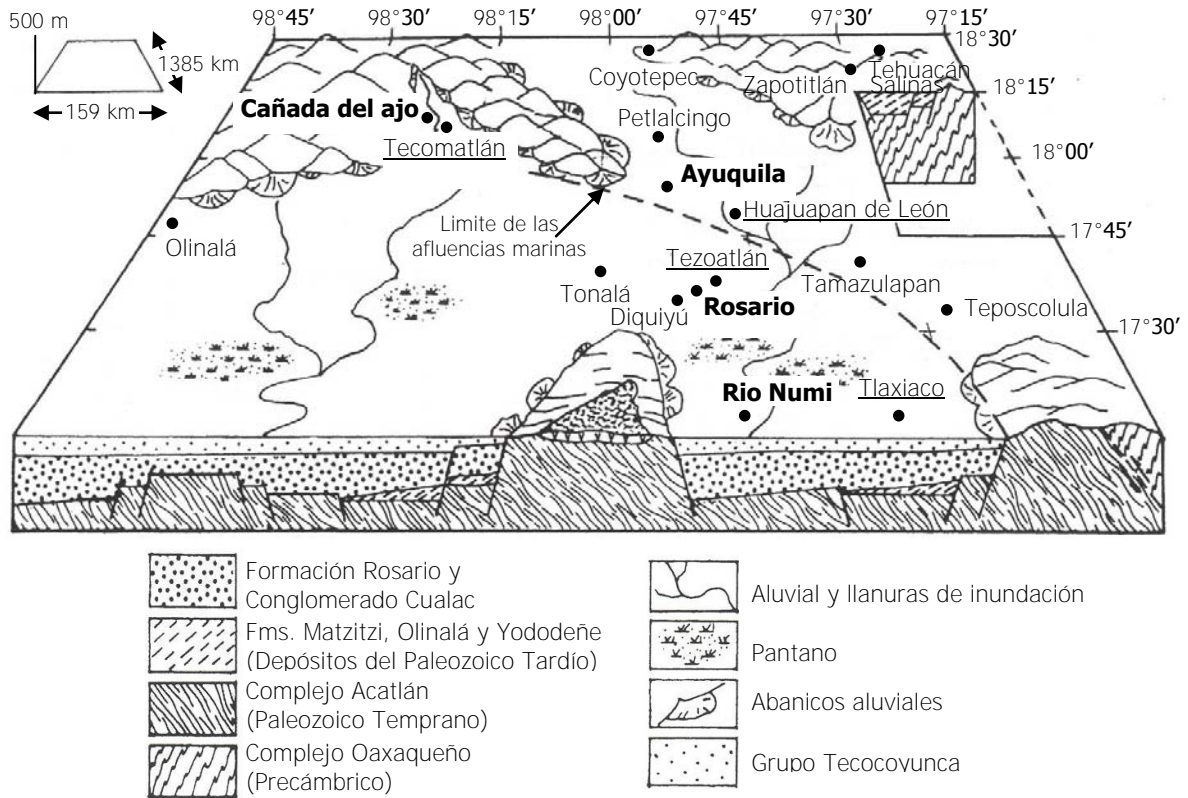 500 m
1385 km
159 km
98°45’
98°30’
98°15’
98°00’
97°45’
97°30’
97°15’
18°30’
18°15’
18°00’
17°45’
17°30’
Coyotepec
Zapotitlán
Tehuacán
Salinas
Cañada del ajo
Tecomatlán
Petlalcingo
Ayuquila
Huajuapan de León
Limite de las
afluencias marinas
Olinalá
Tezoatlán
Tonalá
Tamazulapan
Diquiyú
Rosario
Teposcolula
Rio Numi
Tlaxiaco
Formación Rosario y
Conglomerado Cualac
Fms. Matzitzi, Olinalá y Yododeñe
(Depósitos del Paleozoico Tardío)
Complejo Acatlán
(Paleozoico Temprano)
Complejo Oaxaqueño
(Precámbrico)
Aluvial y llanuras de inundación
Pantano
Abanicos aluviales
Grupo Tecocoyunca